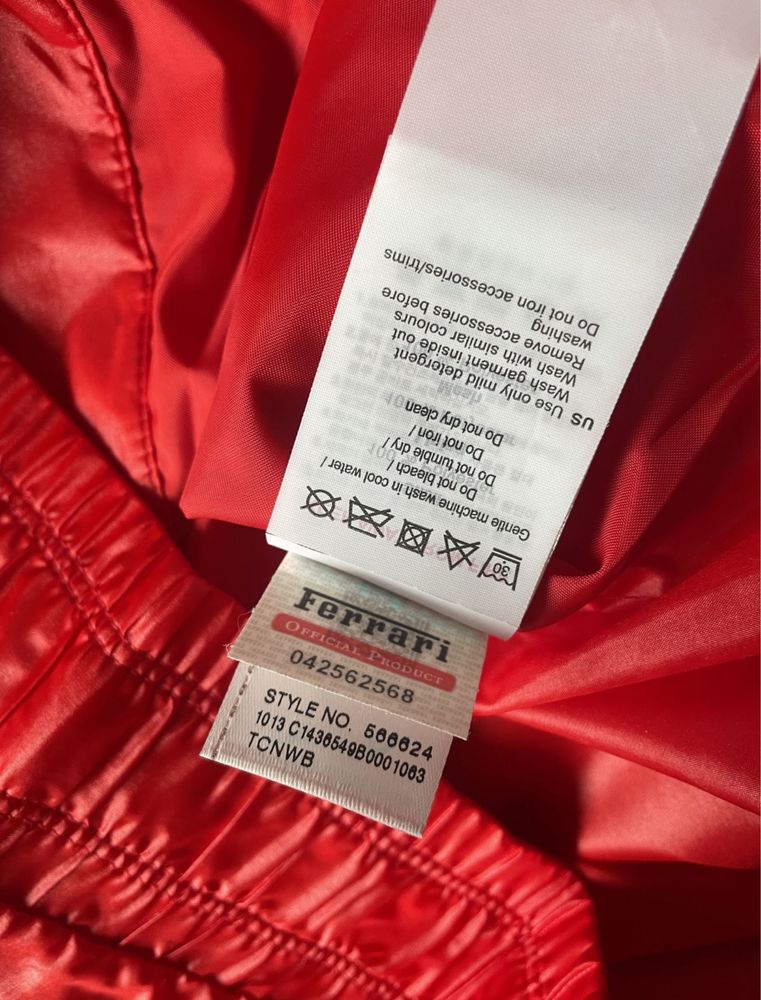 Gentle machine wash in cool water /
Do not bleach /
Do not tumble dry /
Do not iron /
Do not dry clean
US
Use only mild detergent
Wash garment inside out
Wash with similar colours
Remove accessories before
washing
Do not iron accessories/trims
30
Ferrari
OFFICIAL PRODUCT
042562568
STYLE NO. 566624
1013 C1436549B0001063
TCNWB